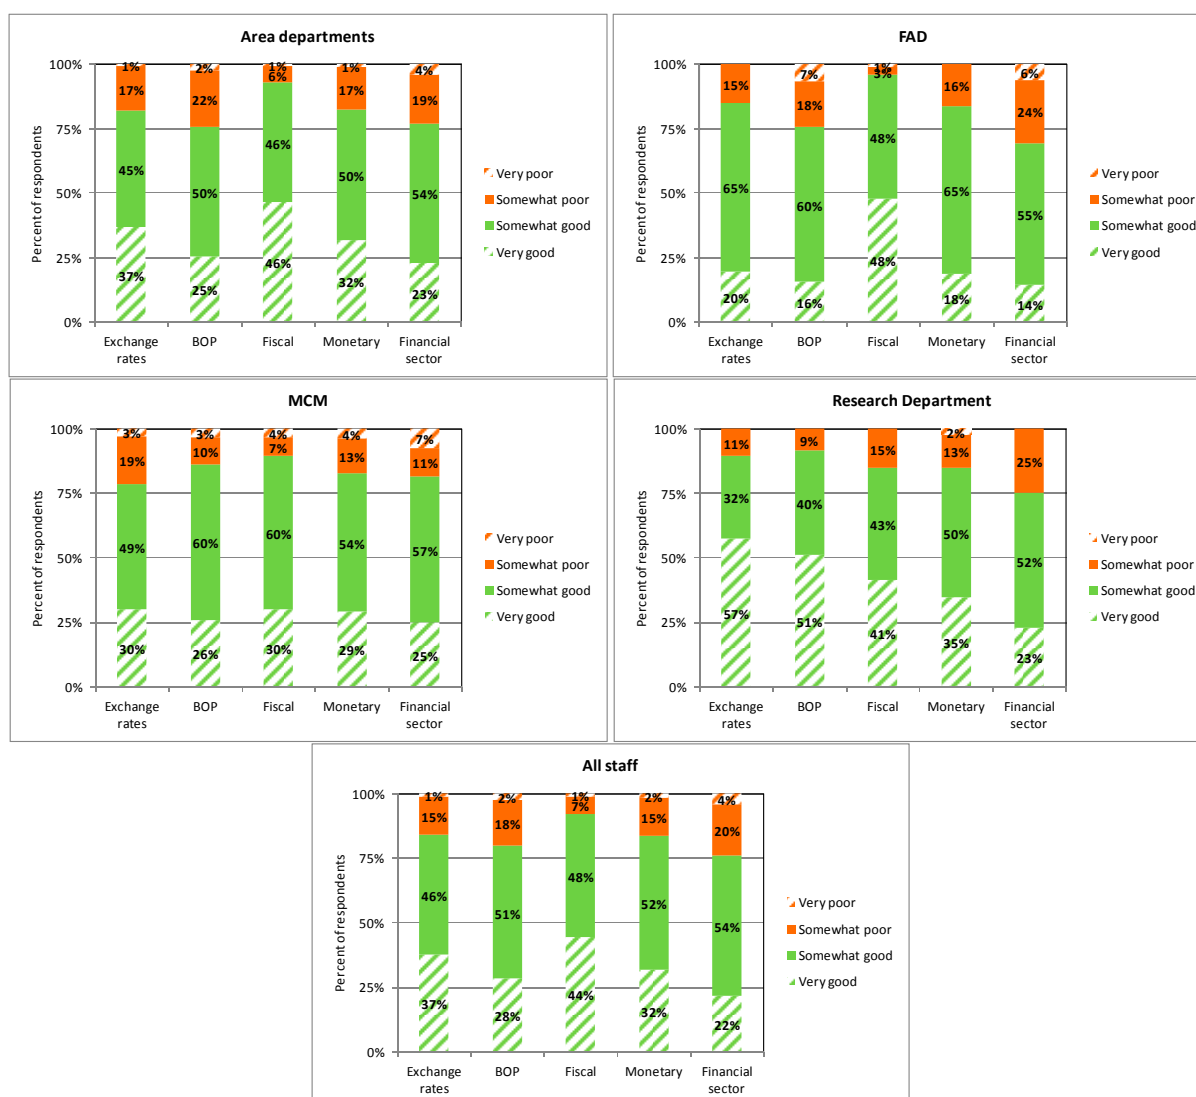 Area departments
100%
75%
50%
25%
0%
Percent of respondents
1% 2% 1% 1% 4%
17% 22% 6% 17% 19%
45% 50% 46% 50% 54%
37% 25% 46% 32% 23%
Exchange rates BOP Fiscal Monetary Financial sector
Very poor
Somewhat poor
Somewhat good
Very good
FAD
100%
75%
50%
25%
0%
Percent of respondents
7% 1% 6%
15% 18% 3% 16% 24%
65% 60% 48% 65% 55%
20% 16% 48% 18% 14%
Exchange rates BOP Fiscal Monetary Financial sector
Very poor
Somewhat poor
Somewhat good
Very good
MCM
100%
75%
50%
25%
0%
Percent of respondents
3% 3% 4% 4% 7%
19% 10% 7% 13% 11%
49% 60% 60% 54% 57%
30% 26% 30% 29% 25%
Exchange rates BOP Fiscal Monetary Financial sector
Very poor
Somewhat poor
Somewhat good
Very good
Research Department
100%
75%
50%
25%
0%
Percent of respondents
2%
11% 9% 15% 13% 25%
32% 40% 43% 50% 52%
57% 51% 41% 35% 23%
Exchange rates BOP Fiscal Monetary Financial sector
Very poor
Somewhat poor
Somewhat good
Very good
All staff
100%
75%
50%
25%
0%
Percent of respondents
1% 2% 1% 2% 4%
15% 18% 7% 15% 20%
46% 51% 48% 52% 54%
37% 28% 44% 32% 22%
Exchange rates BOP Fiscal Monetary Financial sector
Very poor
Somewhat poor
Somewhat good
Very good